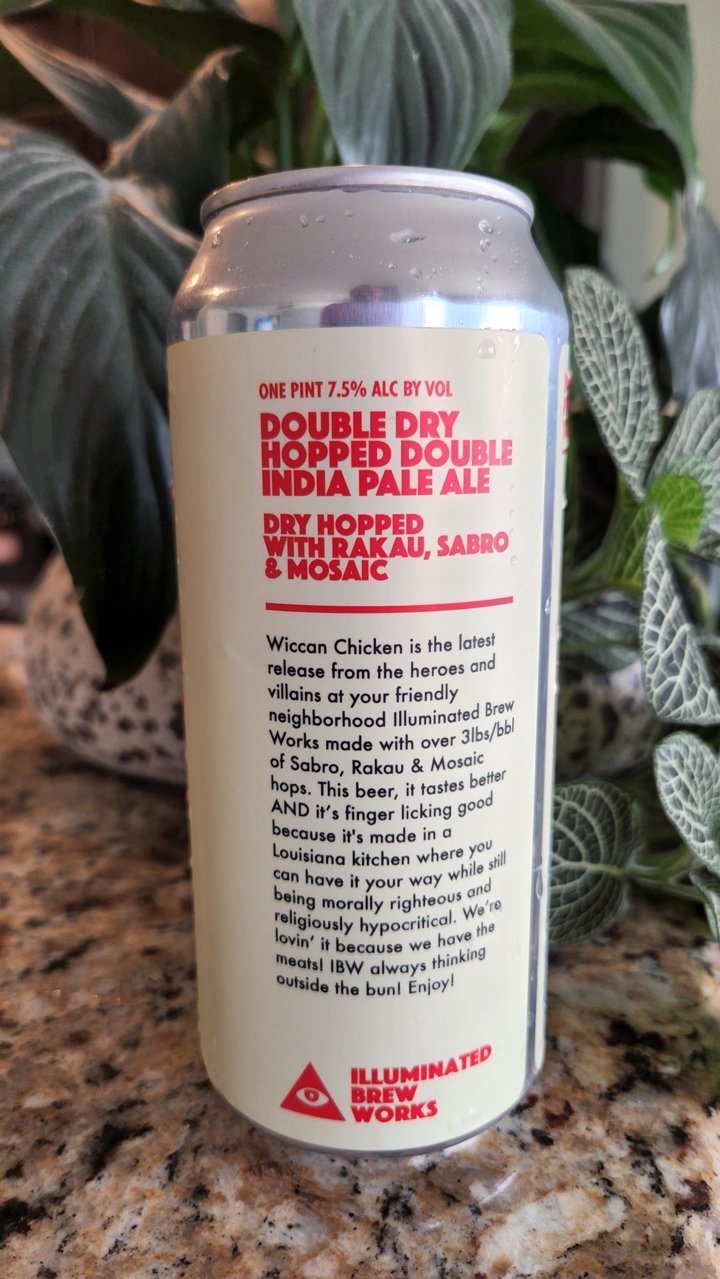 ONE PINT 7.5% ALC BY VOL
DOUBLE DRY
HOPPED DOUBLE
INDIA PALE ALE
DRY HOPPED
WITH RAKAU, SABRO
& MOSAIC
Wiccan Chicken is the latest
release from the heroes and
villains at your friendly
neighborhood Illuminated Brew
Works made with over 3lbs/bbl
of Sabro, Rakau & Mosaic
hops. This beer, it tastes better
AND it's finger licking good
because it's made in a
Louisiana kitchen where you
can have it your way while still
being morally righteous and
religiously hypocritical. We're
lovin' it because we have the
meats! IBW always thinking
outside the bun! Enjoy!
ILLUMINATED
BREW
WORKS